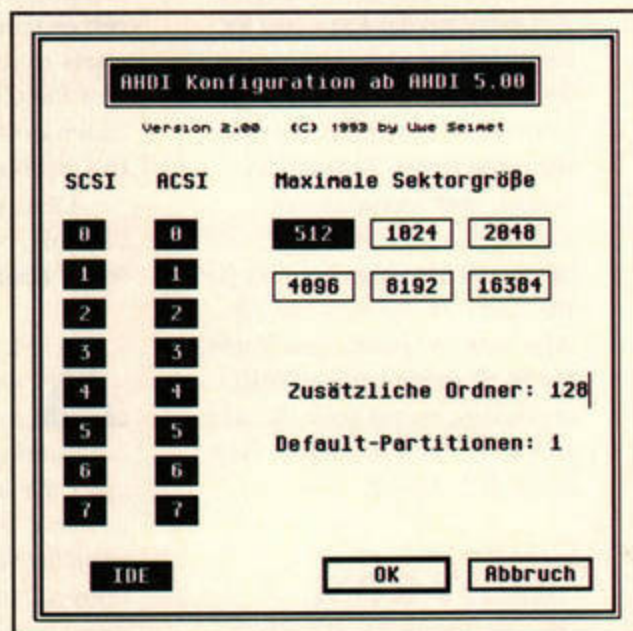 AHDI Konfiguration ab AHDI 5.00
Version 2.00 (C) 1993 by Uwe Seimet
SCSI ACSI Maximale Sektorgröße
0 0 512 1024 2048
1 1 4096 8192 16384
2 2
3 3
4 4 Zusätzliche Ordner: 128
5 5 Default-Partitionen: 1
6 6
7 7
IDE OK Abbruch